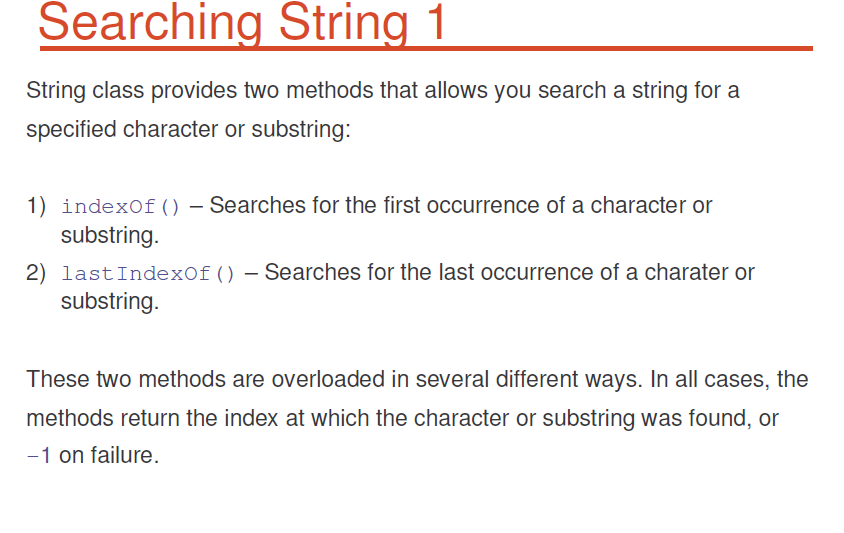 Searching String 1
String class provides two methods that allows you search a string for a
specified character or substring:
1) indexOf() – Searches for the first occurrence of a character or
substring.
2) lastIndexOf() – Searches for the last occurrence of a charater or
substring.
These two methods are overloaded in several different ways. In all cases, the
methods return the index at which the character or substring was found, or
−1 on failure.